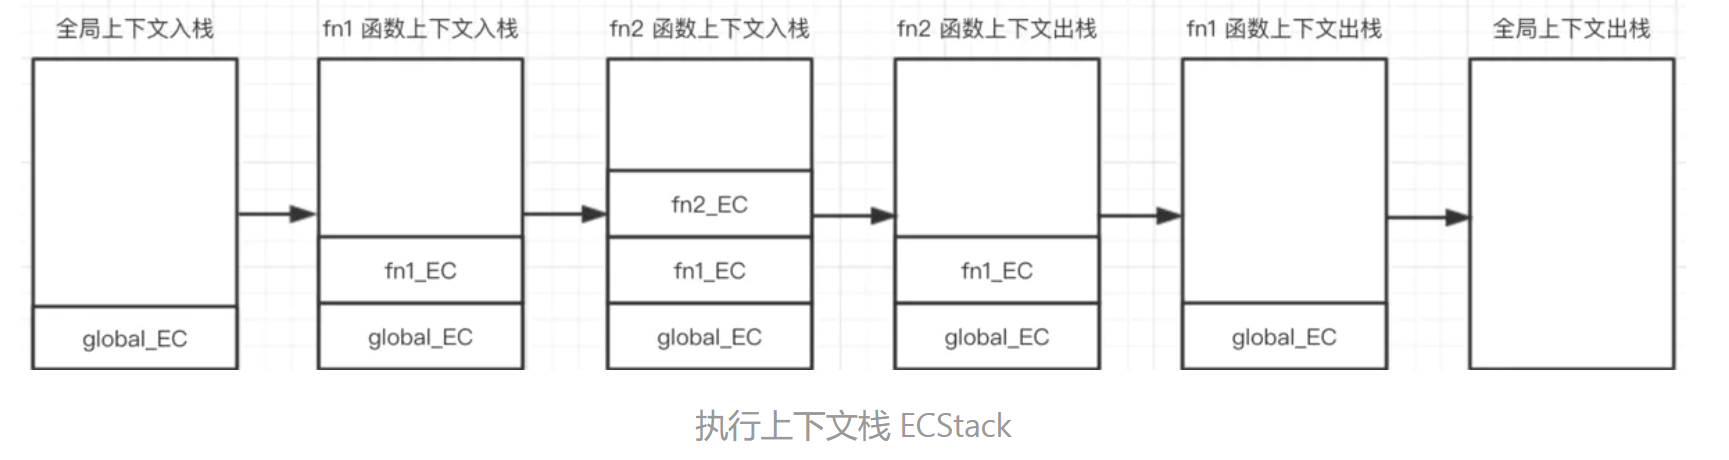 全局上下文入栈
fn1 函数上下文入栈
fn2 函数上下文入栈
fn2 函数上下文出栈
fn1 函数上下文出栈
全局上下文出栈
global_EC
fn1_EC
global_EC
fn2_EC
fn1_EC
global_EC
fn1_EC
global_EC
global_EC
执行上下文栈 ECStack